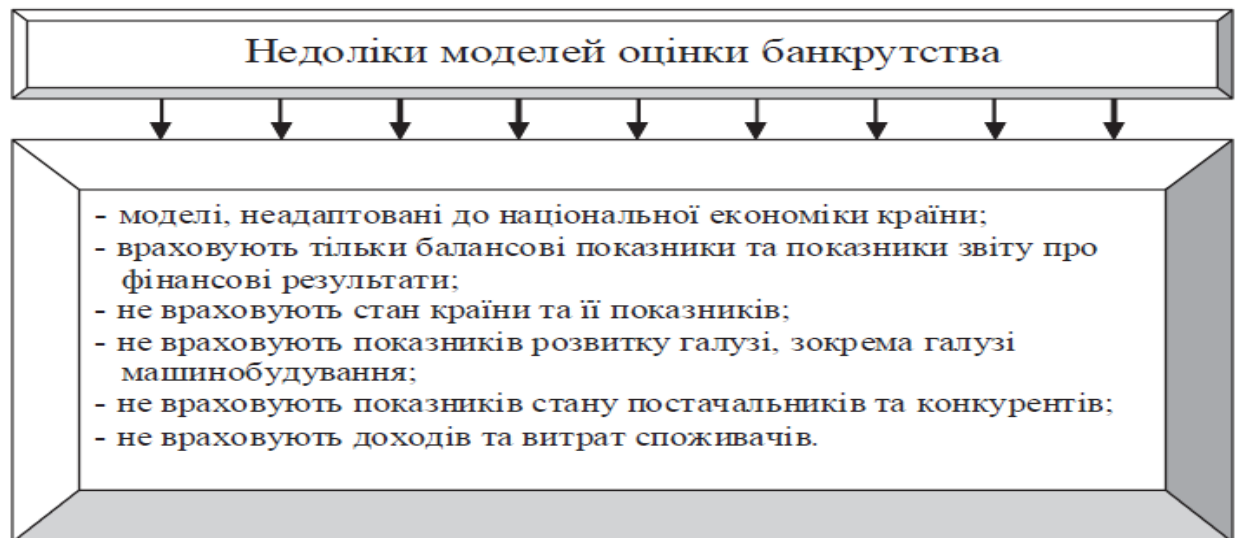 Недоліки моделей оцінки банкрутства
- моделі, неадаптовані до національної економіки країни;
- враховують тільки балансові показники та показники звіту про
фінансові результати;
- не враховують стан країни та її показників;
- не враховують показників розвитку галузі, зокрема галузі
машинобудування;
- не враховують показників стану постачальників та конкурентів;
- не враховують доходів та витрат споживачів.